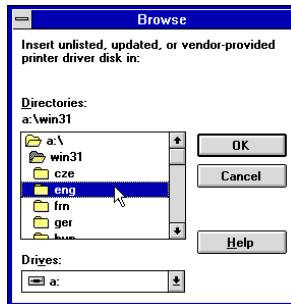 Browse
Insert unlisted, updated, or vendor-provided
printer driver disk in:
Directories:
a:\win31
a:\
win31
cze
eng
frn
ger
OK
Cancel
Help
Drives:
a: